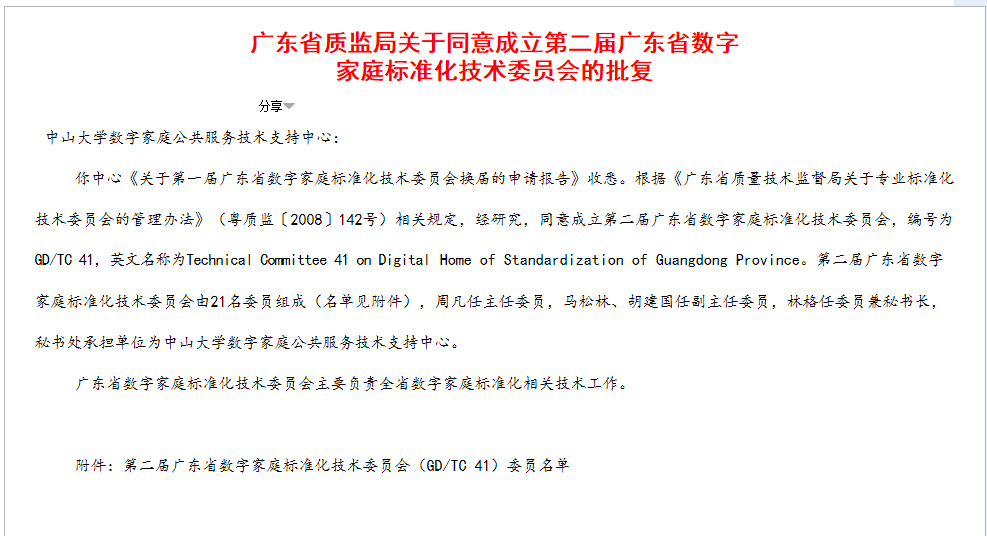 广东省质监局关于同意成立第二届广东省数字
家庭标准化技术委员会的批复
分享
中山大学数字家庭公共服务技术支持中心：
你中心《关于第一届广东省数字家庭标准化技术委员会换届的申请报告》收悉。根据《广东省质量技术监督局关于专业标准化
技术委员会的管理办法》（粤质监〔2008〕142号）相关规定，经研究，同意成立第二届广东省数字家庭标准化技术委员会，编号为
GD/TC 41，英文名称为Technical Committee 41 on Digital Home of Standardization of Guangdong Province。第二届广东省数字
家庭标准化技术委员会由21名委员组成（名单见附件），周凡任主任委员，马松林、胡建国任副主任委员，林格任委员兼秘书长，
秘书处承担单位为中山大学数字家庭公共服务技术支持中心。
广东省数字家庭标准化技术委员会主要负责全省数字家庭标准化相关技术工作。
附件：第二届广东省数字家庭标准化技术委员会（GD/TC 41）委员名单